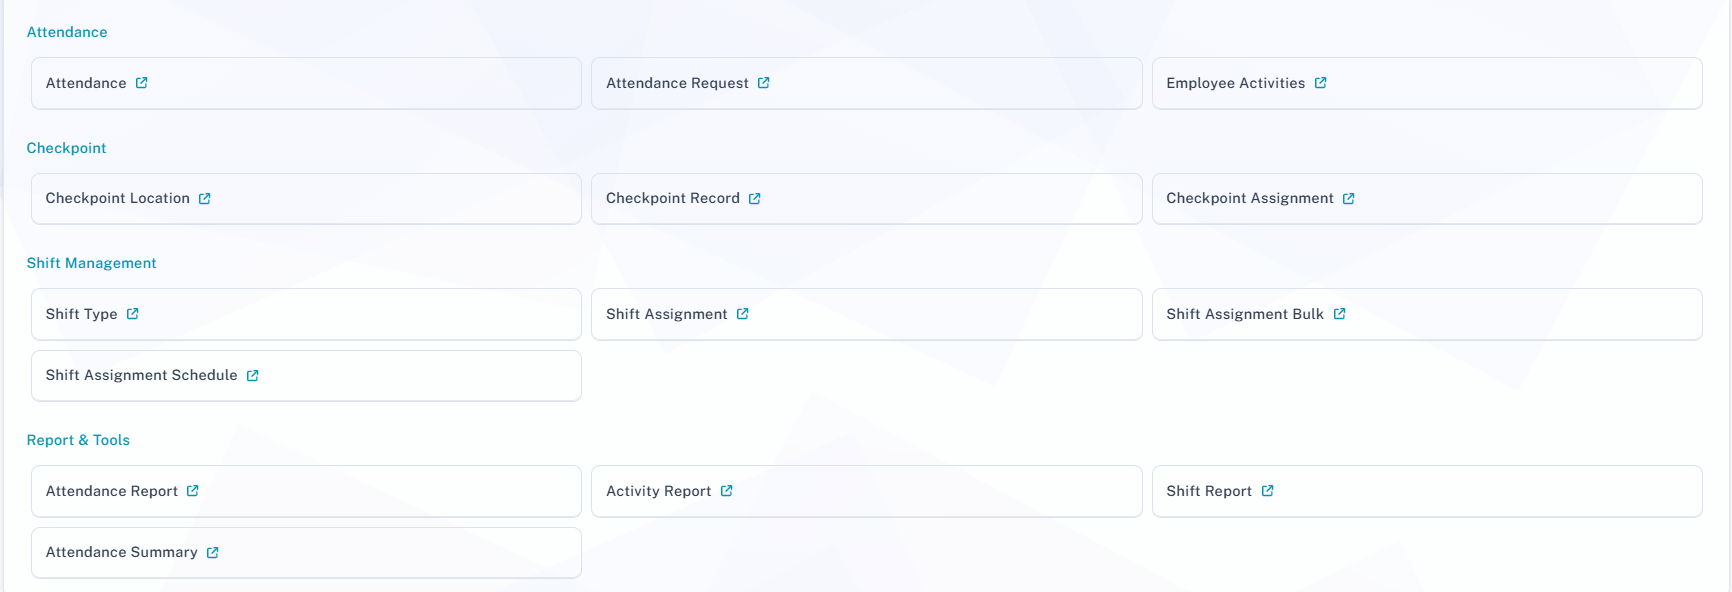 Attendance
Attendance
Attendance Request
Employee Activities
Checkpoint
Checkpoint Location
Checkpoint Record
Checkpoint Assignment
Shift Management
Shift Type
Shift Assignment
Shift Assignment Bulk
Shift Assignment Schedule
Report & Tools
Attendance Report
Activity Report
Shift Report
Attendance Summary